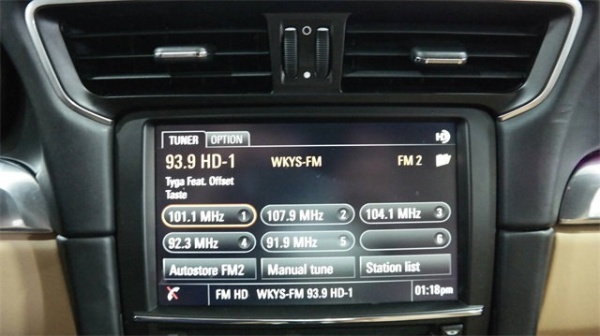 TUNER OPTION
93.9 HD-1 WKYS-FM FM 2
Tyga Feat. Offset
Taste
101.1 MHz 1 107.9 MHz 2 104.1 MHz 3
92.3 MHz 4 91.9 MHz 5 6
Autostore FM2 Manual tune Station list
FM HD WKYS-FM 93.9 HD-1 01:18pm